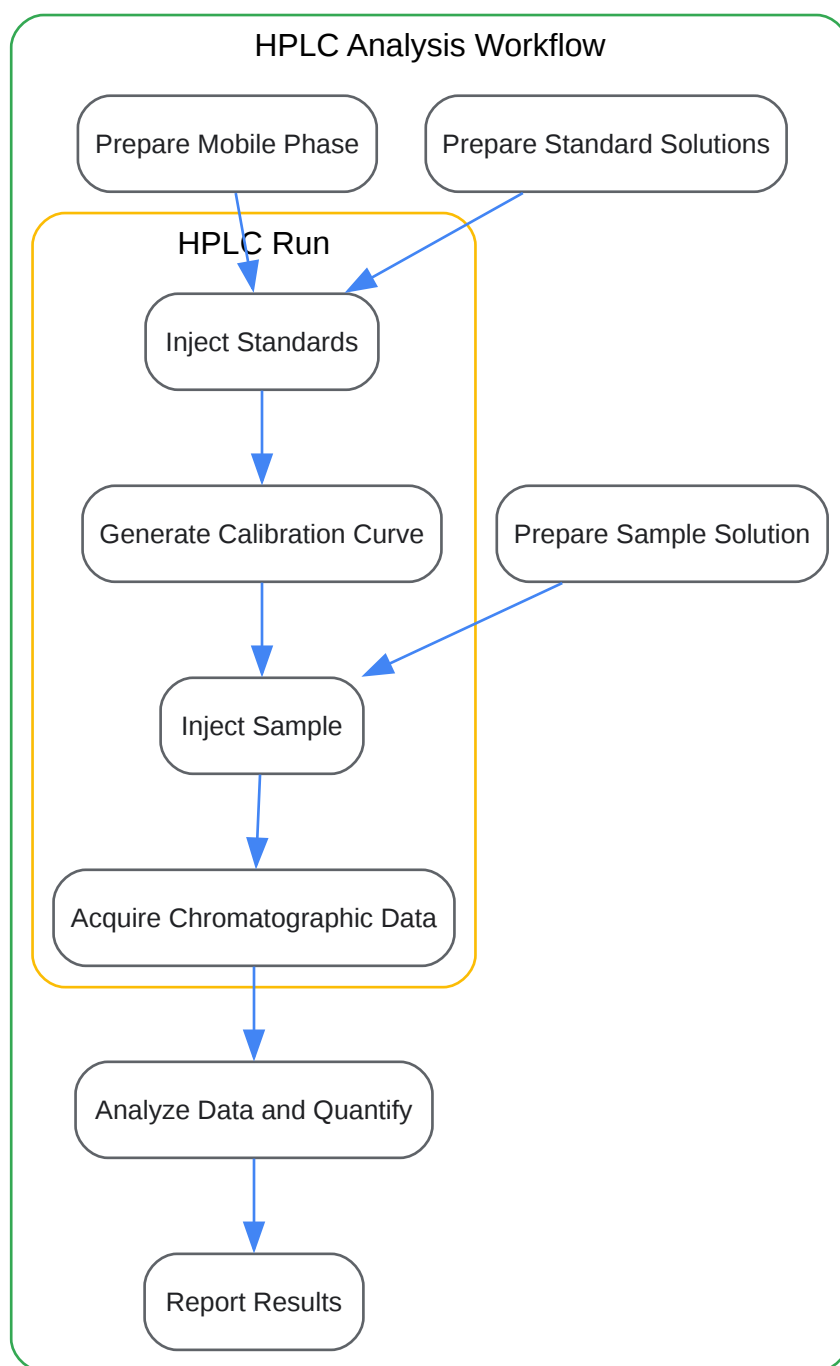 HPLC Analysis Workflow
Prepare Mobile Phase
Prepare Standard Solutions
HPLC Run
Inject Standards
Generate Calibration Curve
Prepare Sample Solution
Inject Sample
Acquire Chromatographic Data
Analyze Data and Quantify
Report Results